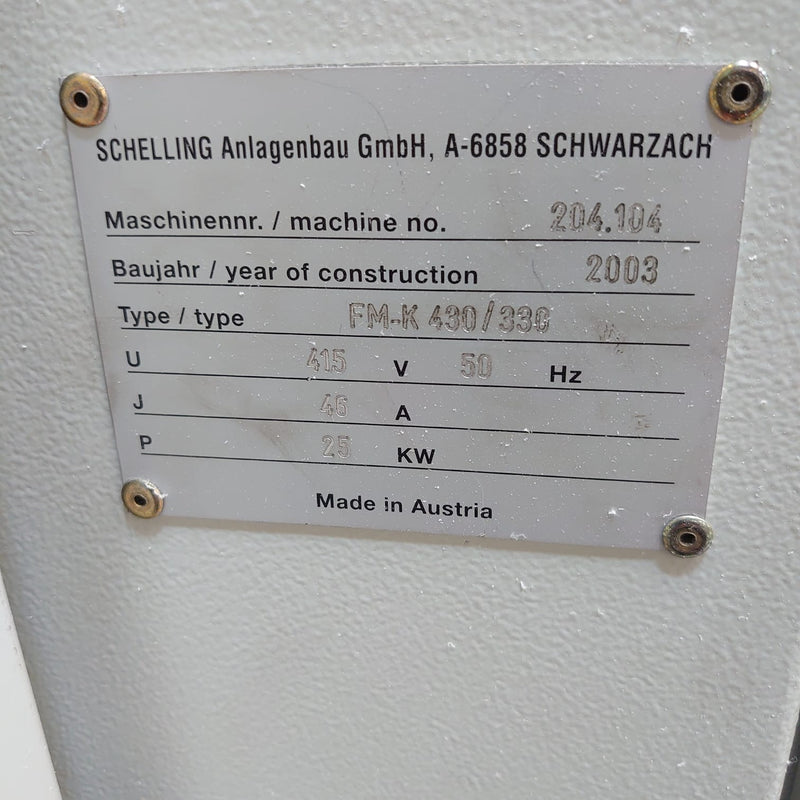 SCHELLING Anlagenbau GmbH, A-6858 SCHWARZACH
Maschinennr. / machine no. 204.104
Baujahr / year of construction 2003
Type / type FM-K 430/330
U 415 V 50 Hz
J 46 A
P 25 KW
Made in Austria